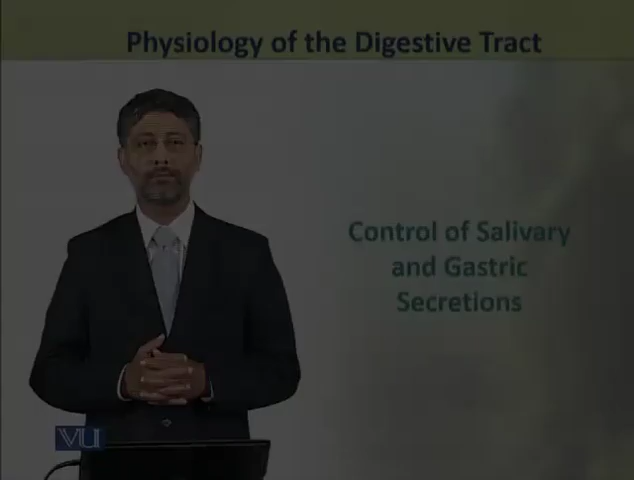 Physiology of the Digestive Tract
Control of Salivary
and Gastric
Secretions
VU